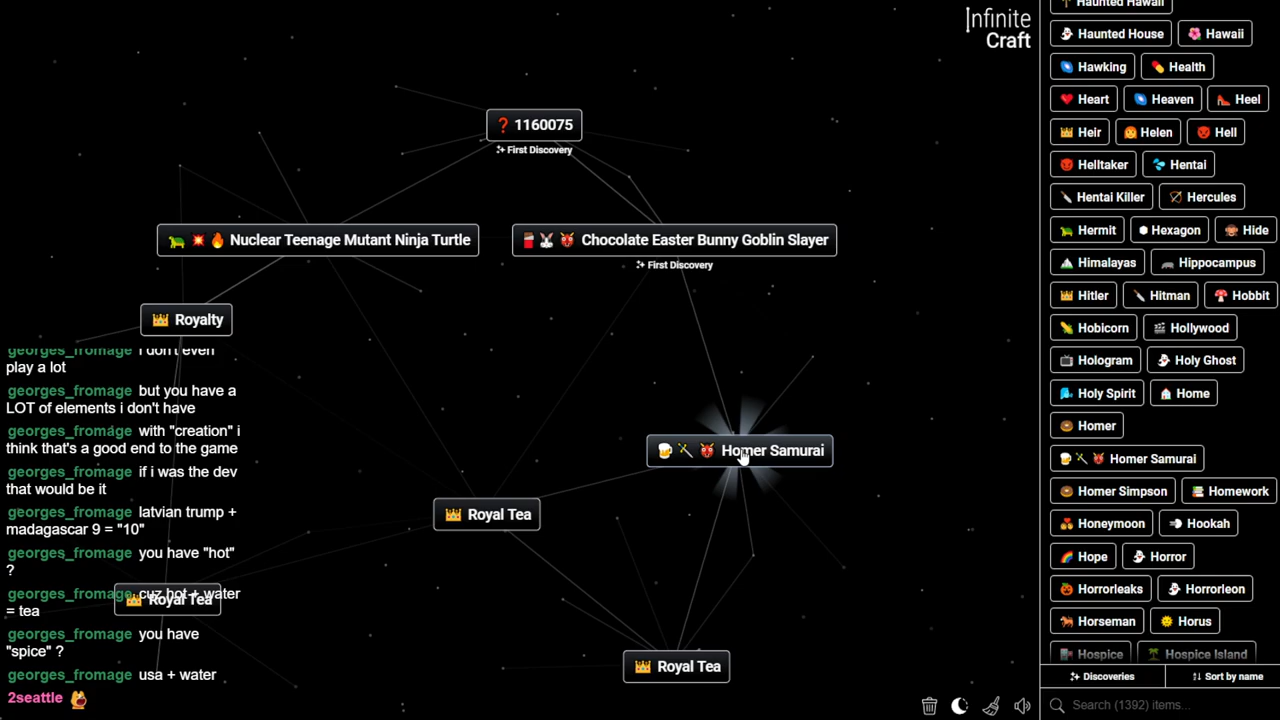 Infinite
Craft
1160075
First Discovery
Nuclear Teenage Mutant Ninja Turtle
Chocolate Easter Bunny Goblin Slayer
First Discovery
Royalty
Homer Samurai
Royal Tea
Royal Tea
Royal Tea
georges_fromage i don't even
play a lot
georges_fromage but you have a
LOT of elements i don't have
georges_fromage with "creation" i
think that's a good end to the game
georges_fromage if i was the dev
that would be it
georges_fromage latvian trump +
madagascar 9 = "10"
georges_fromage you have "hot"
?
georges_fromage cuz hot + water
= tea
georges_fromage you have
"spice" ?
georges_fromage usa + water
2seattle
Haunted Hawaii
Haunted House Hawaii
Hawking Health
Heart Heaven Heel
Heir Helen Hell
Helltaker Hentai
Hentai Killer Hercules
Hermit Hexagon Hide
Himalayas Hippocampus
Hitler Hitman Hobbit
Hobicorn Hollywood
Hologram Holy Ghost
Holy Spirit Home
Homer
Homer Samurai
Homer Simpson Homework
Honeymoon Hookah
Hope Horror
Horrorleaks Horrorleon
Horseman Horus
Hospice Hospice Island
Discoveries Sort by name
Search (1392) items...